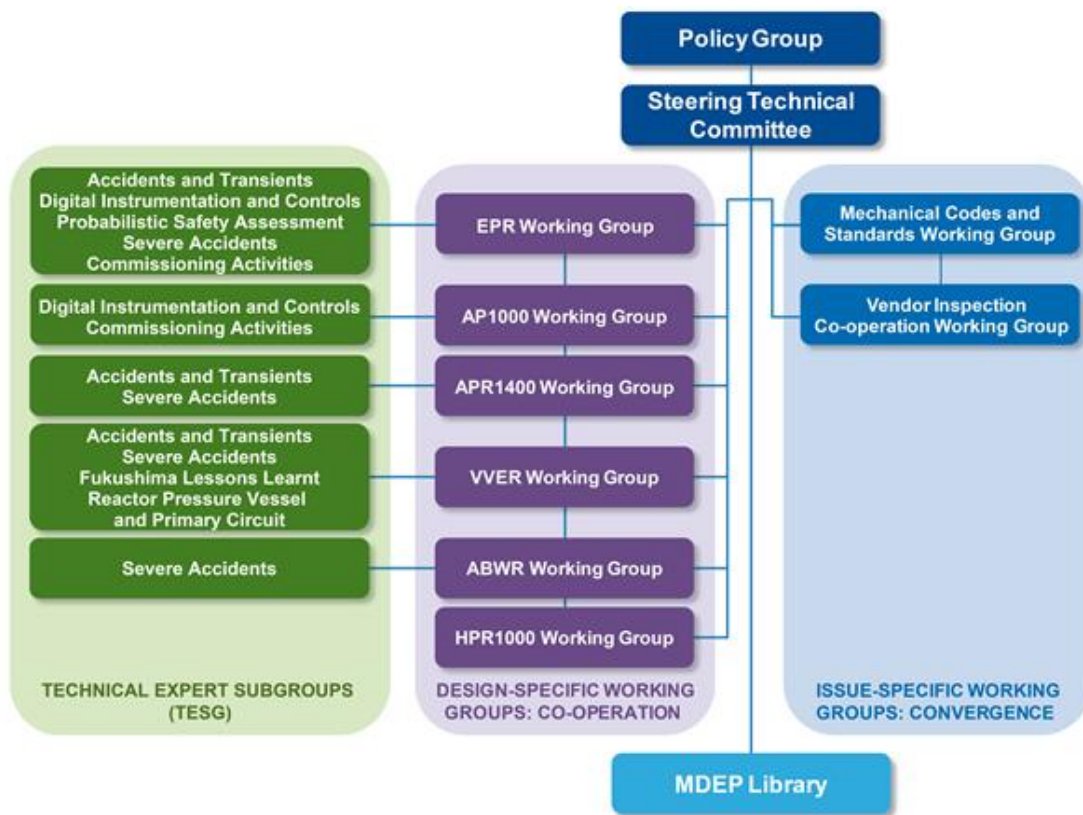 Policy Group
Steering Technical
Committee
Accidents and Transients
Digital Instrumentation and Controls
Probabilistic Safety Assessment
Severe Accidents
Commissioning Activities
Digital Instrumentation and Controls
Commissioning Activities
Accidents and Transients
Severe Accidents
Accidents and Transients
Severe Accidents
Fukushima Lessons Learnt
Reactor Pressure Vessel
and Primary Circuit
Severe Accidents
TECHNICAL EXPERT SUBGROUPS
(TESG)
EPR Working Group
AP1000 Working Group
APR1400 Working Group
VVER Working Group
ABWR Working Group
HPR1000 Working Group
DESIGN-SPECIFIC WORKING
GROUPS: CO-OPERATION
Mechanical Codes and
Standards Working Group
Vendor Inspection
Co-operation Working Group
ISSUE-SPECIFIC WORKING
GROUPS: CONVERGENCE
MDEP Library